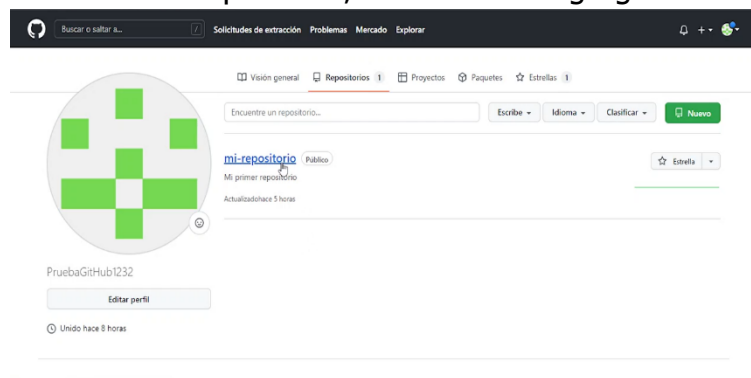 Buscar o saltar a... / Solicitudes de extracción Problemas Mercado Explorar
Visión general Repositorios 1 Proyectos Paquetes Estrellas 1
Encuentre un repositorio... Escribe Idioma Clasificar Nuevo
mi-repositorio Público Estrella
Mi primer repositorio
Actualizadohace 5 horas
PruebaGitHub1232
Editar perfil
Unido hace 8 horas